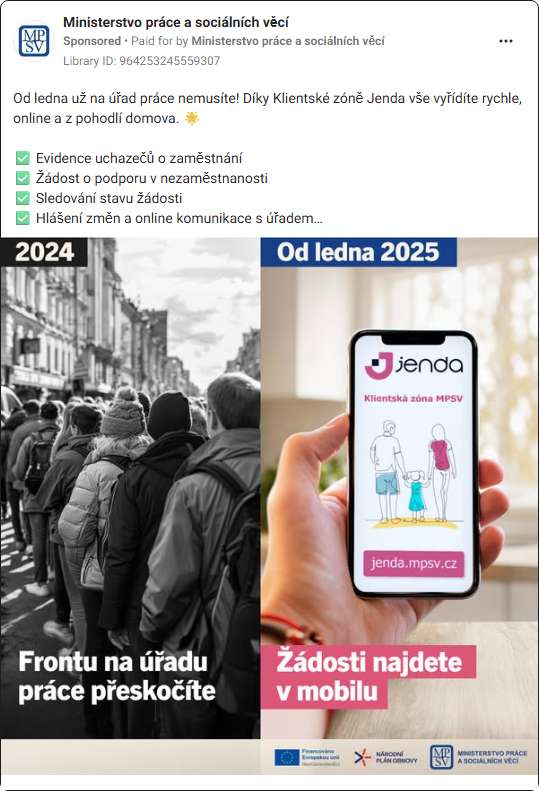 Ministerstvo práce a sociálních věcí
Sponsored • Paid for by Ministerstvo práce a sociálních věcí
Library ID: 964253245559307
Od ledna už na úřad práce nemusíte! Díky Klientské zóně Jenda vše vyřídíte rychle,
online a z pohodlí domova.
Evidence uchazečů o zaměstnání
Žádost o podporu v nezaměstnanosti
Sledování stavu žádosti
Hlášení změn a online komunikace s úřadem…
2024
Od ledna 2025
jenda
Klientská zóna MPSV
jenda.mpsv.cz
Frontu na úřadu
práce přeskočíte
Žádosti najdete
v mobilu
Financováno
Evropskou unií
NextGenerationEU
NÁRODNÍ
PLÁN OBNOVY
MPSV
MINISTERSTVO PRÁCE
A SOCIÁLNÍCH VĚCÍ